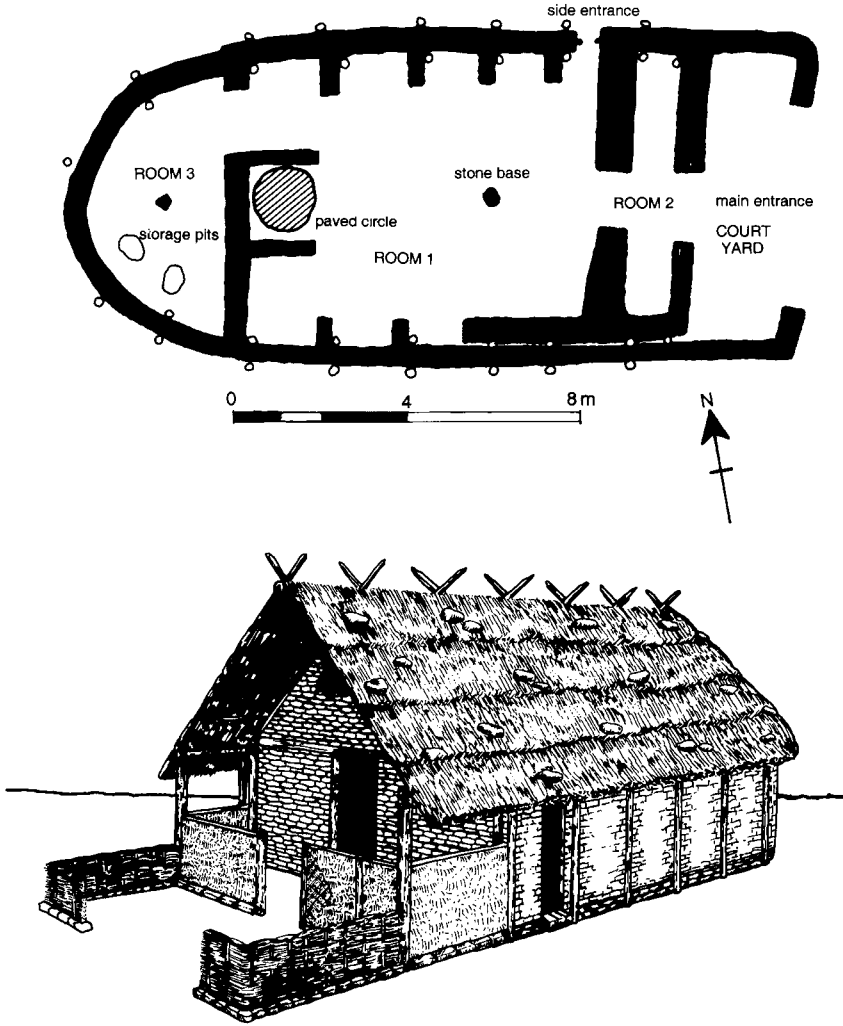 side entrance
ROOM 3
stone base
ROOM 2
main entrance
storage pits
paved circle
COURT
YARD
ROOM 1
0 4 8m
N